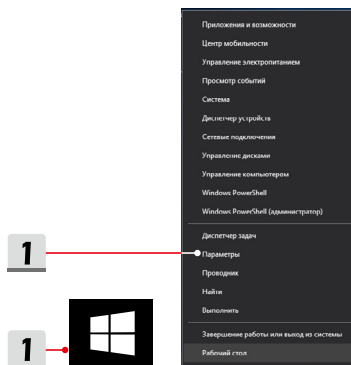 Приложения и возможности
Центр мобильности
Управление электропитанием
Просмотр событий
Система
Диспетчер устройств
Сетевые подключения
Управление дисками
Управление компьютером
Windows PowerShell
Windows PowerShell (администратор)
Диспетчер задач
1 Параметры
Проводник
Найти
Выполнить
Завершение работы или выход из системы
1
Рабочий стол